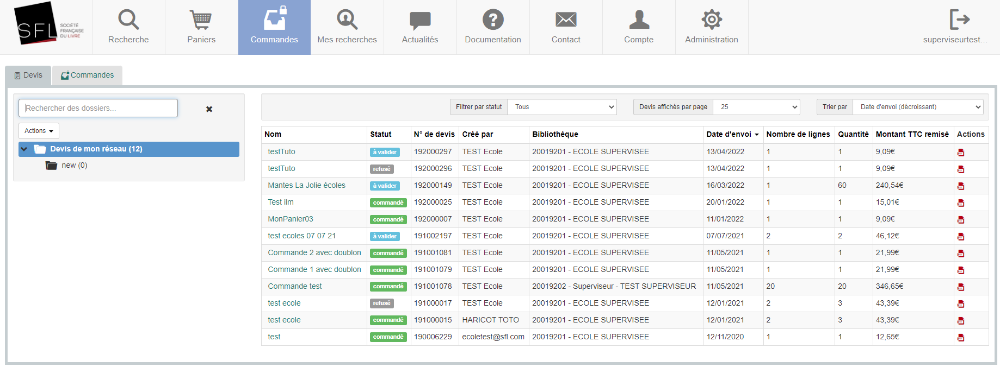 SFL SOCIÉTÉ FRANÇAISE DU LIVRE
Recherche
Paniers
Commandes
Mes recherches
Actualités
Documentation
Contact
Compte
Administration
superviseurtest...
Devis
Commandes
Rechercher des dossiers...
Actions
Devis de mon réseau (12)
new (0)
Filtrer par statut Tous Devis affichés par page 25 Trier par Date d'envoi (décroissant)
Nom Statut N° de devis Créé par Bibliothèque Date d'envoi Nombre de lignes Quantité Montant TTC remisé Actions
testTuto à valider 192000297 TEST Ecole 20019201 - ECOLE SUPERVISEE 13/04/2022 1 1 9,09€
testTuto refusé 192000296 TEST Ecole 20019201 - ECOLE SUPERVISEE 13/04/2022 1 1 9,09€
Mantes La Jolie écoles à valider 192000149 TEST Ecole 20019201 - ECOLE SUPERVISEE 16/03/2022 1 60 240,54€
Test ilm commandé 192000025 TEST Ecole 20019201 - ECOLE SUPERVISEE 20/01/2022 1 1 15,01€
MonPanier03 commandé 192000007 TEST Ecole 20019201 - ECOLE SUPERVISEE 11/01/2022 1 1 9,09€
test ecoles 07 07 21 à valider 191002197 TEST Ecole 20019201 - ECOLE SUPERVISEE 07/07/2021 2 2 46,12€
Commande 2 avec doublon commandé 191001081 TEST Ecole 20019201 - ECOLE SUPERVISEE 11/05/2021 1 1 21,99€
Commande 1 avec doublon commandé 191001079 TEST Ecole 20019201 - ECOLE SUPERVISEE 11/05/2021 1 1 21,99€
Commande test commandé 191001078 TEST Ecole 20019202 - Superviseur - TEST SUPERVISEUR 11/05/2021 20 20 346,65€
test ecole refusé 191000017 TEST Ecole 20019201 - ECOLE SUPERVISEE 12/01/2021 2 3 43,39€
test ecole commandé 191000015 HARICOT TOTO 20019201 - ECOLE SUPERVISEE 12/01/2021 2 3 43,39€
test commandé 190006229 ecoletest@sfl.com 20019201 - ECOLE SUPERVISEE 12/11/2020 1 1 12,65€